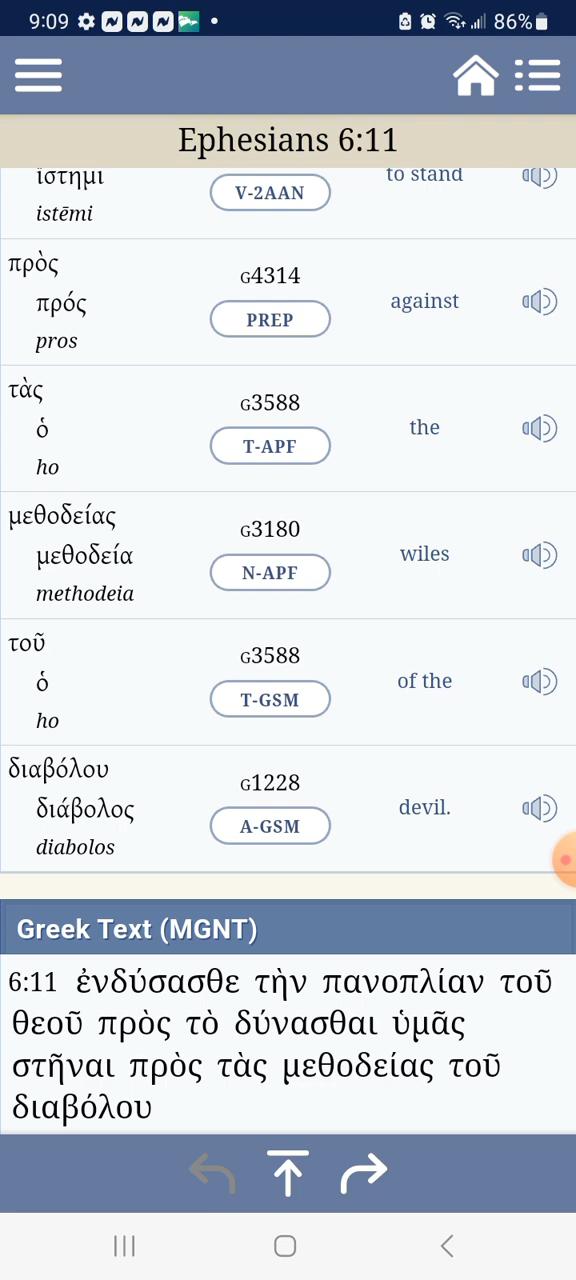 9:09 86%
Ephesians 6:11
ἵστημι V-2AAN to stand
istēmi
πρὸς G4314 against
πρός PREP
pros
τὰς G3588 the
ὁ T-APF
ho
μεθοδείας G3180 wiles
μεθοδεία N-APF
methodeia
τοῦ G3588 of the
ὁ T-GSM
ho
διαβόλου G1228 devil.
διάβολος A-GSM
diabolos
Greek Text (MGNT)
6:11 ἐνδύσασθε τὴν πανοπλίαν τοῦ
θεοῦ πρὸς τὸ δύνασθαι ὑμᾶς
στῆναι πρὸς τὰς μεθοδείας τοῦ
διαβόλου